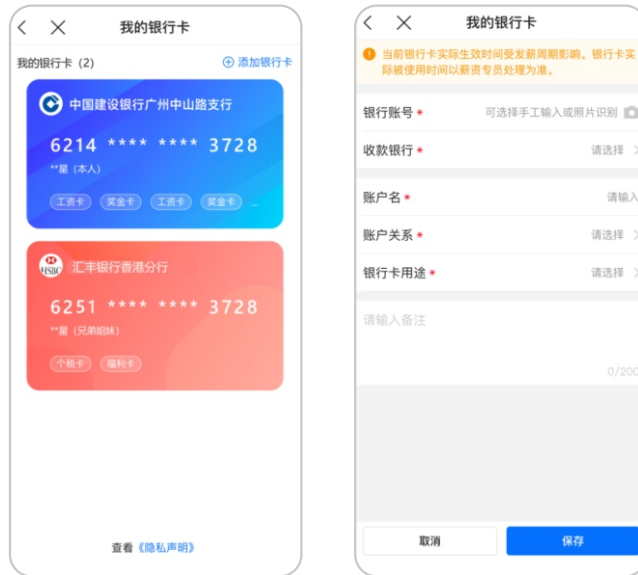 我的银行卡
我的银行卡（2）
添加银行卡
中国建设银行广州中山路支行
6214 **** **** 3728
**星（本人）
工资卡 奖金卡 工资卡 奖金卡 ...
HSBC
汇丰银行香港分行
6251 **** **** 3728
**星（兄弟姐妹）
个税卡 福利卡
查看《隐私声明》
我的银行卡
当前银行卡实际生效时间受发薪周期影响。银行卡实
际被使用时间以薪资专员处理为准。
银行账号* 可选择手工输入或照片识别
收款银行* 请选择
账户名* 请输入
账户关系* 请选择
银行卡用途* 请选择
请输入备注
0/200
取消 保存